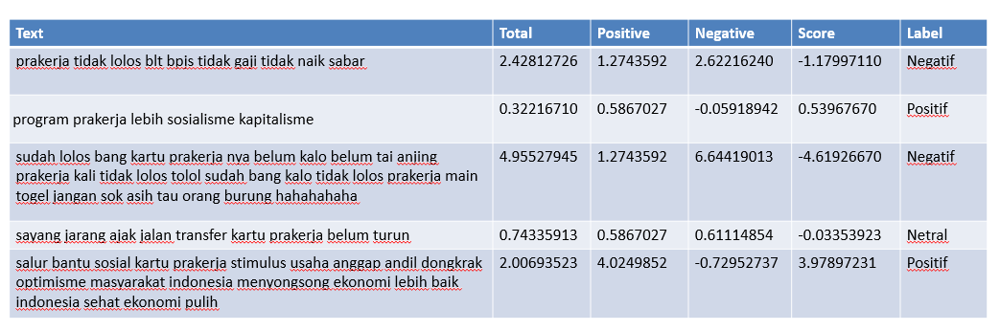 Text Total Positive Negative Score Label
prakerja tidak lolos blt bpjs tidak gaji tidak naik sabar 2.42812726 1.2743592 2.62216240 -1.17997110 Negatif
program prakerja lebih sosialisme kapitalisme 0.32216710 0.5867027 -0.05918942 0.53967670 Positif
sudah lolos bang kartu prakerja nya belum kalo belum tai anjing 4.95527945 1.2743592 6.64419013 -4.61926670 Negatif
prakerja kali tidak lolos tolol sudah bang kalo tidak lolos prakerja main
togel jangan sok asih tau orang burung hahahahaha
sayang jarang ajak jalan transfer kartu prakerja belum turun 0.74335913 0.5867027 0.61114854 -0.03353923 Netral
salur bantu sosial kartu prakerja stimulus usaha anggap andil dongkrak 2.00693523 4.0249852 -0.72952737 3.97897231 Positif
optimisme masyarakat indonesia menyongsong ekonomi lebih baik
indonesia sehat ekonomi pulih